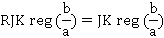 RJK reg (b/a) = JK reg (b/a)